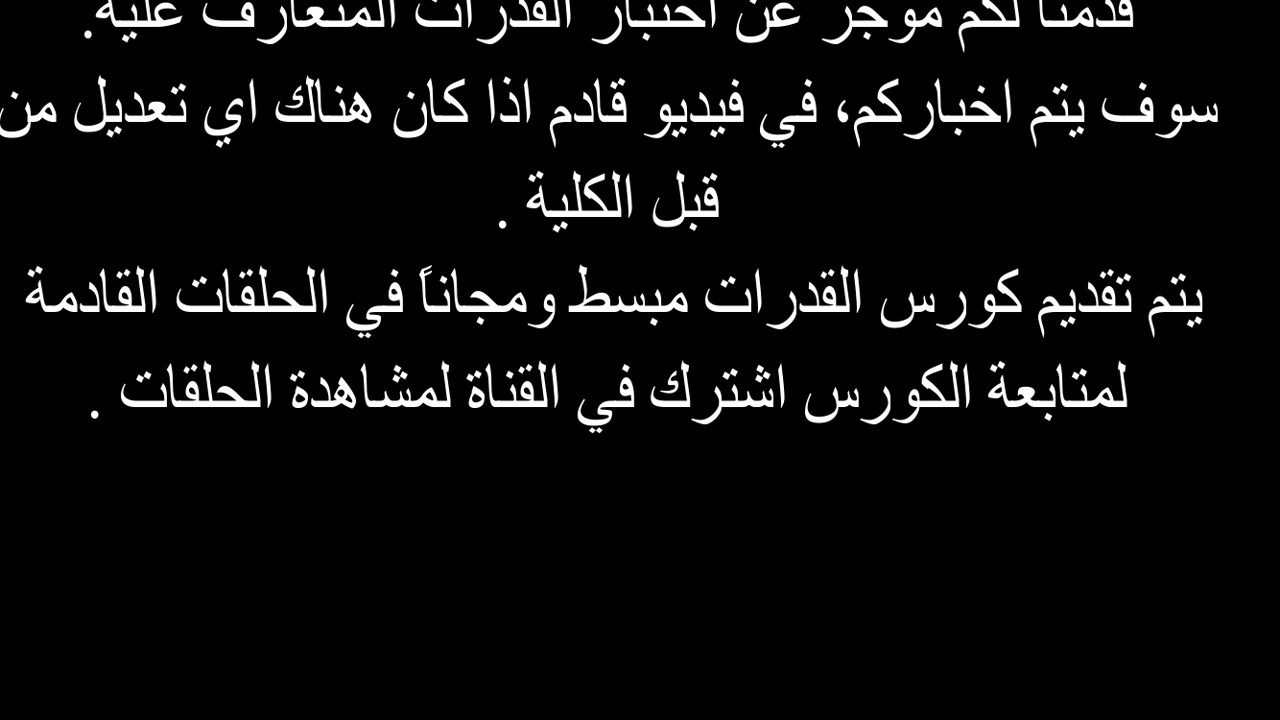 قدمنا لكم موجز عن اختبار القدرات المتعارف عليه.
سوف يتم اخباركم، في فيديو قادم اذا كان هناك اي تعديل من
قبل الكلية .
يتم تقديم كورس القدرات مبسط ومجاناً في الحلقات القادمة
لمتابعة الكورس اشترك في القناة لمشاهدة الحلقات .